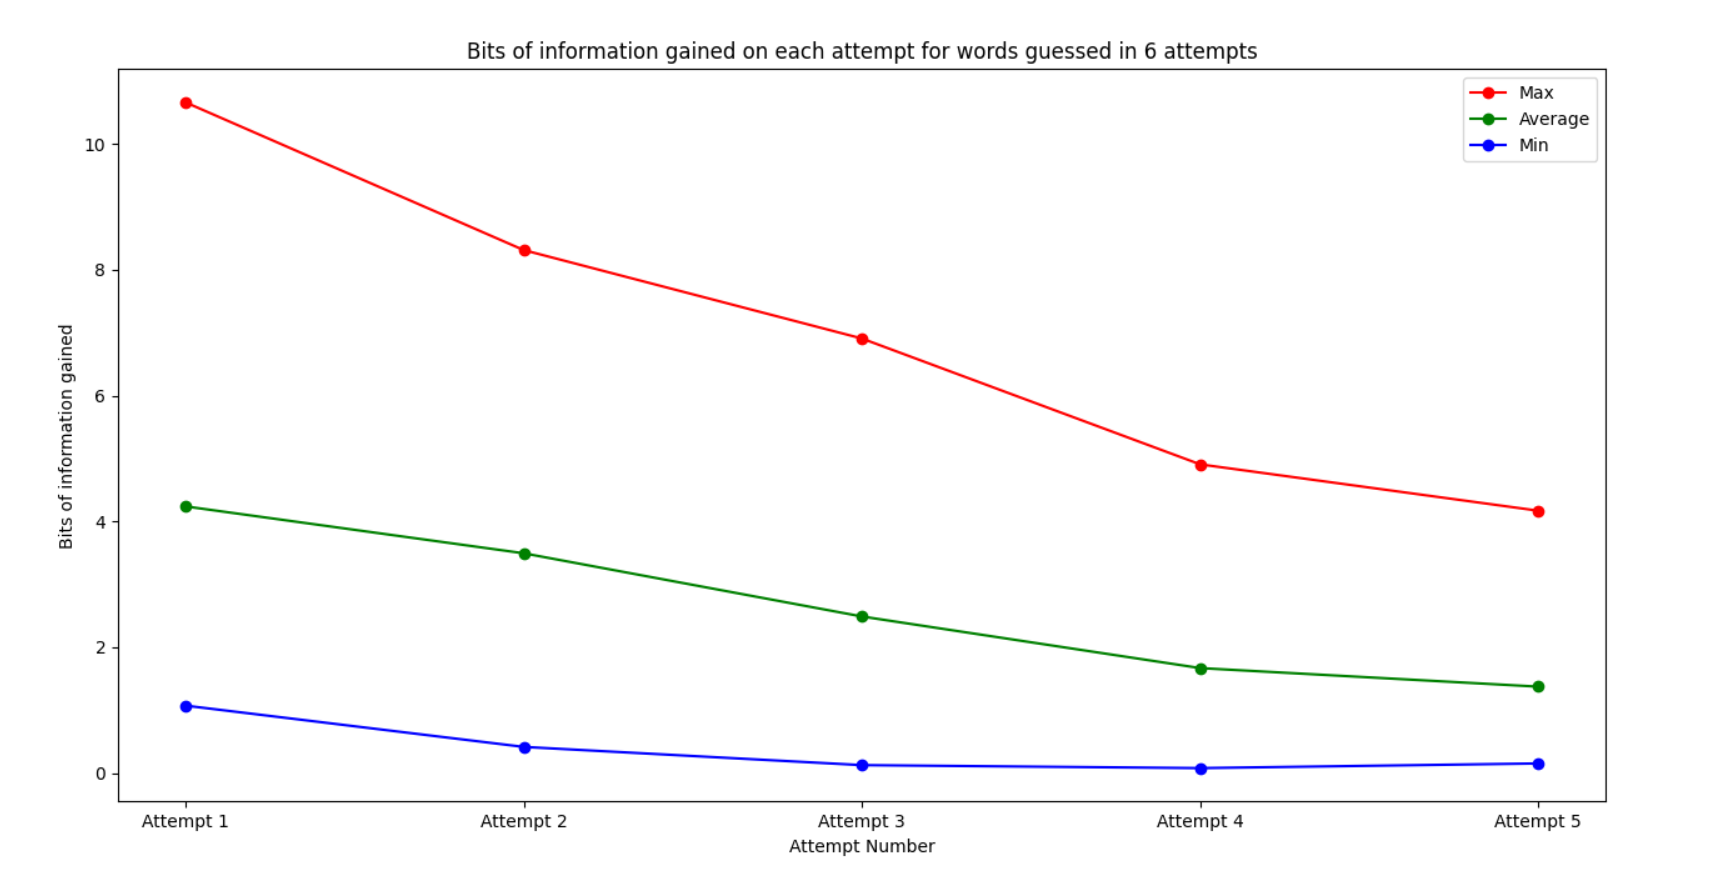 Bits of information gained on each attempt for words guessed in 6 attempts
Max
Average
Min
10
8
6
4
2
0
Bits of information gained
Attempt 1
Attempt 2
Attempt 3
Attempt 4
Attempt 5
Attempt Number